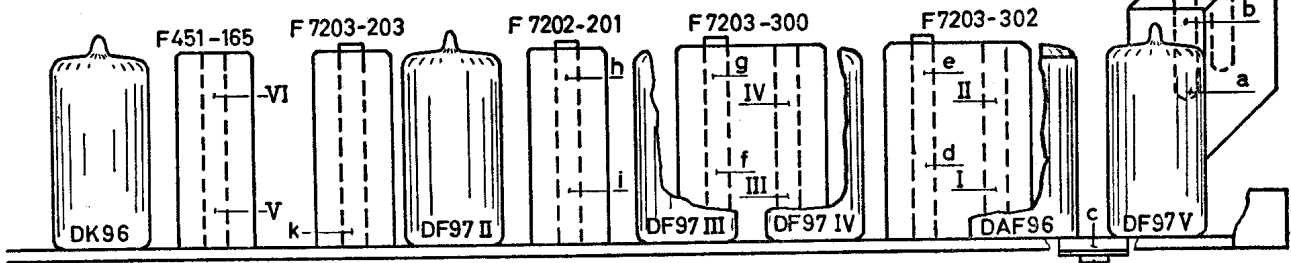 F451-165
F7203-203
F7202-201
F7203-300
F7203-302
b
h
g
e
a
VI
IV
II
f
d
i
III
I
V
k
c
DK96
DF97 II
DF97 III
DF97 IV
DAF96
DF97 V